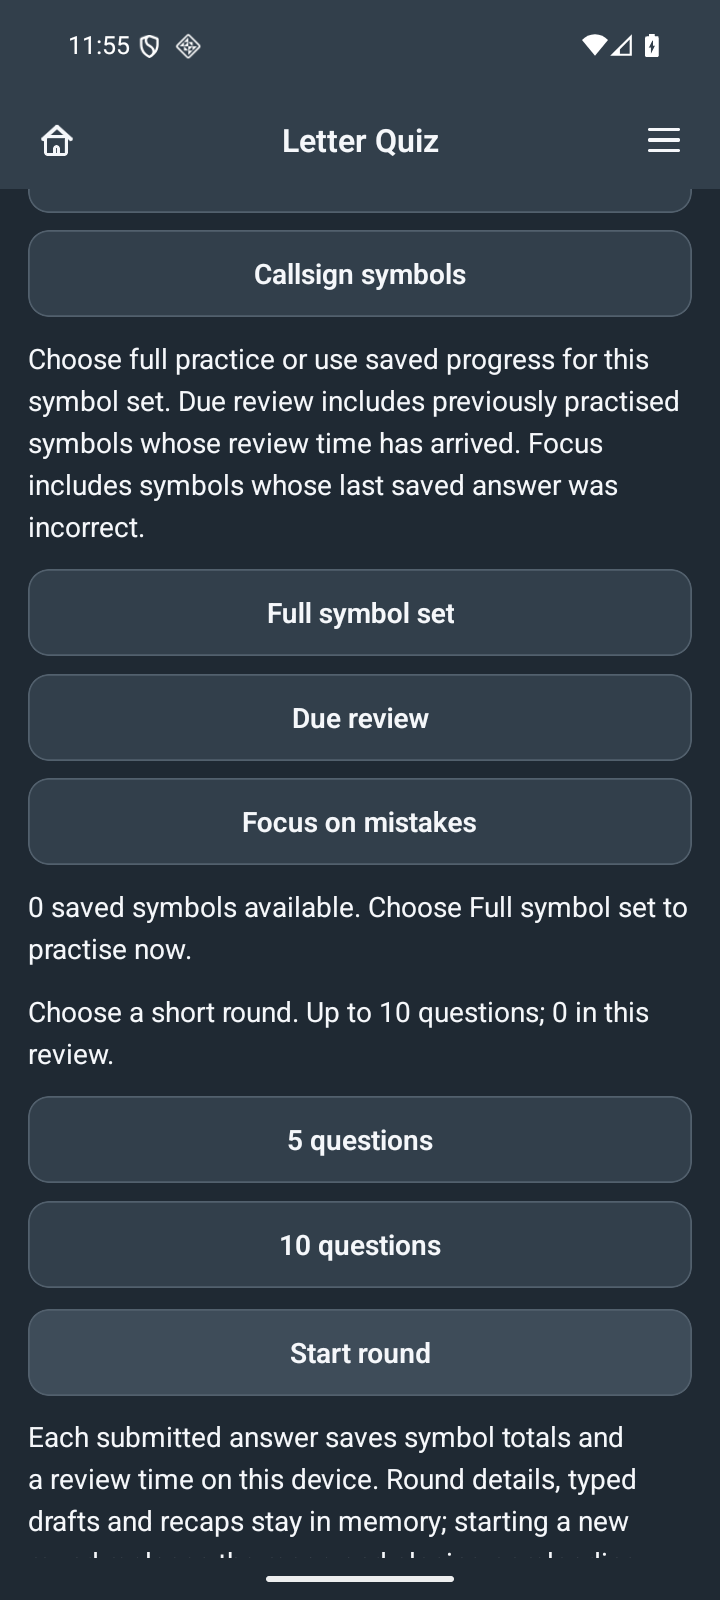 11:55
Letter Quiz
Callsign symbols
Choose full practice or use saved progress for this
symbol set. Due review includes previously practised
symbols whose review time has arrived. Focus
includes symbols whose last saved answer was
incorrect.
Full symbol set
Due review
Focus on mistakes
0 saved symbols available. Choose Full symbol set to
practise now.
Choose a short round. Up to 10 questions; 0 in this
review.
5 questions
10 questions
Start round
Each submitted answer saves symbol totals and
a review time on this device. Round details, typed
drafts and recaps stay in memory; starting a new